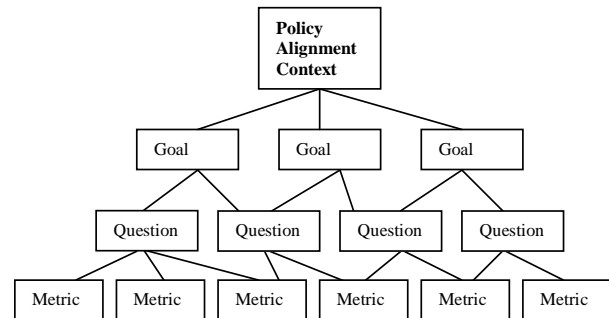 Policy
Alignment
Context
Goal Goal Goal
Question Question Question Question
Metric Metric Metric Metric Metric Metric